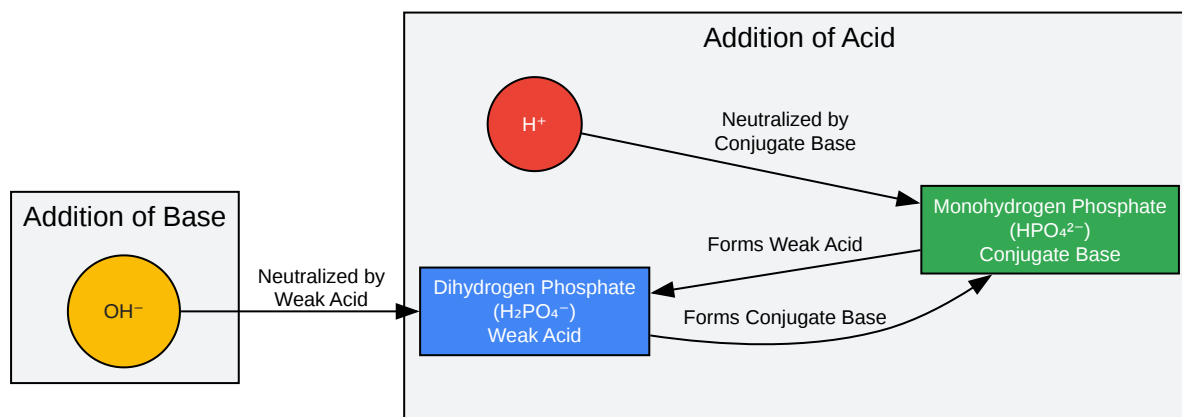 Addition of Acid
H⁺
Neutralized by
Conjugate Base
Addition of Base
OH⁻
Neutralized by
Weak Acid
Monohydrogen Phosphate
(HPO₄²⁻)
Conjugate Base
Forms Weak Acid
Dihydrogen Phosphate
(H₂PO₄⁻)
Weak Acid
Forms Conjugate Base